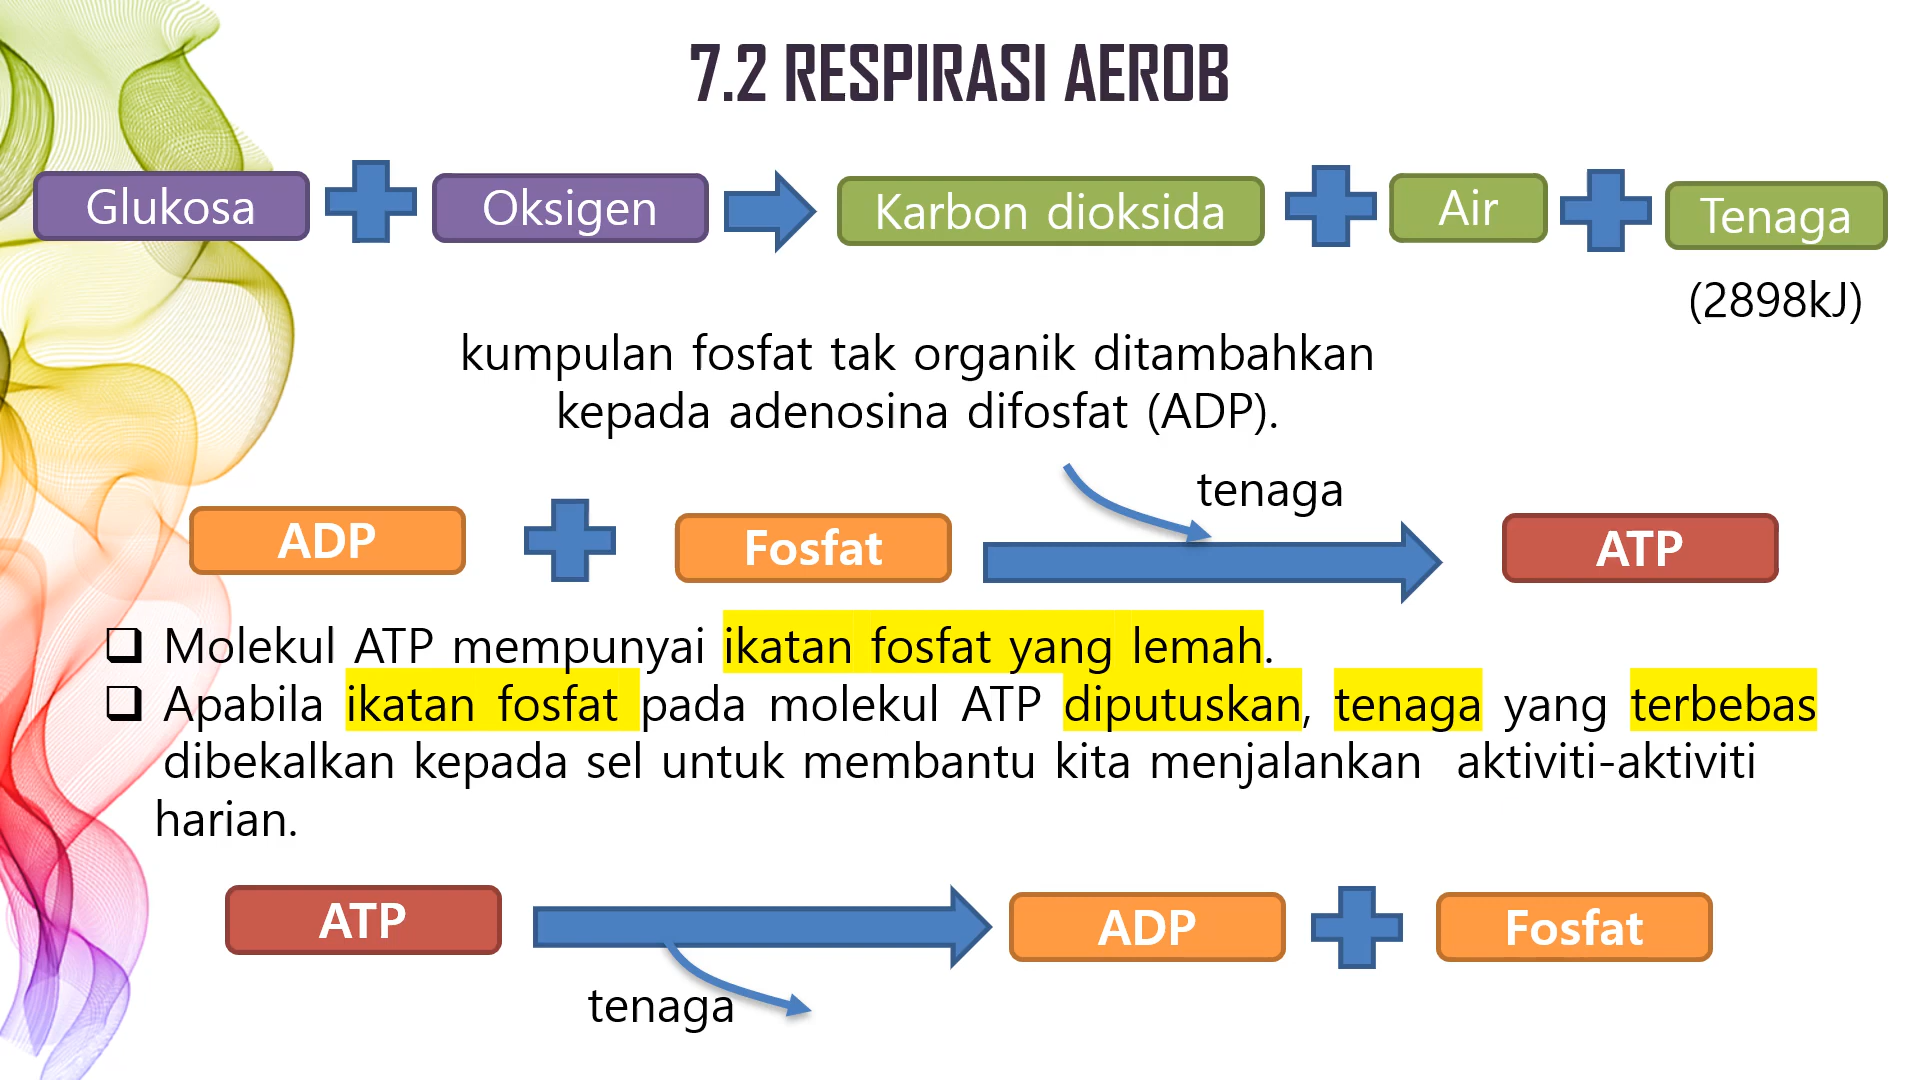 7.2 RESPIRASI AEROB
Glukosa Oksigen Karbon dioksida Air Tenaga
(2898kJ)
kumpulan fosfat tak organik ditambahkan
kepada adenosina difosfat (ADP).
tenaga
ADP Fosfat ATP
Molekul ATP mempunyai ikatan fosfat yang lemah.
Apabila ikatan fosfat pada molekul ATP diputuskan, tenaga yang terbebas
dibekalkan kepada sel untuk membantu kita menjalankan aktiviti-aktiviti
harian.
ATP ADP Fosfat
tenaga